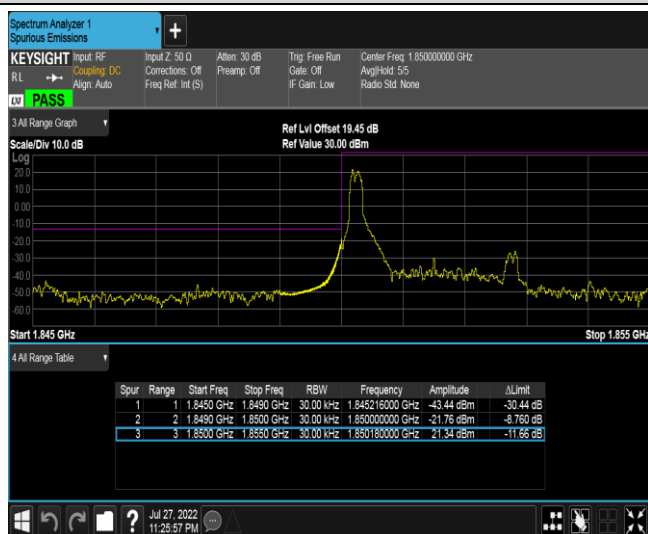 Spectrum Analyzer 1
Spurious Emissions
KEYSIGHT Input: RF Input Z: 50 Ω Atten: 30 dB Trig: Free Run Center Freq: 1.850000000 GHz
RL Coupling: DC Corrections: Off Preamp: Off Gate: Off Avg|Hold: 5/5
Align: Auto Freq Ref: Int (S) IF Gain: Low Radio Std: None
LXI PASS
3 All Range Graph
Ref Lvl Offset 19.45 dB
Scale/Div 10.0 dB Ref Value 30.00 dBm
Log
20.0
10.0
0.00
-10.0
-20.0
-30.0
-40.0
-50.0
-60.0
Start 1.845 GHz Stop 1.855 GHz
4 All Range Table
Spur Range Start Freq Stop Freq RBW Frequency Amplitude ΔLimit
1 1 1.8450 GHz 1.8490 GHz 30.00 kHz 1.845216000 GHz -43.44 dBm -30.44 dB
2 2 1.8490 GHz 1.8500 GHz 30.00 kHz 1.850000000 GHz -21.76 dBm -8.760 dB
3 3 1.8500 GHz 1.8550 GHz 30.00 kHz 1.850180000 GHz 21.34 dBm -11.66 dB
? Jul 27, 2022
11:25:57 PM